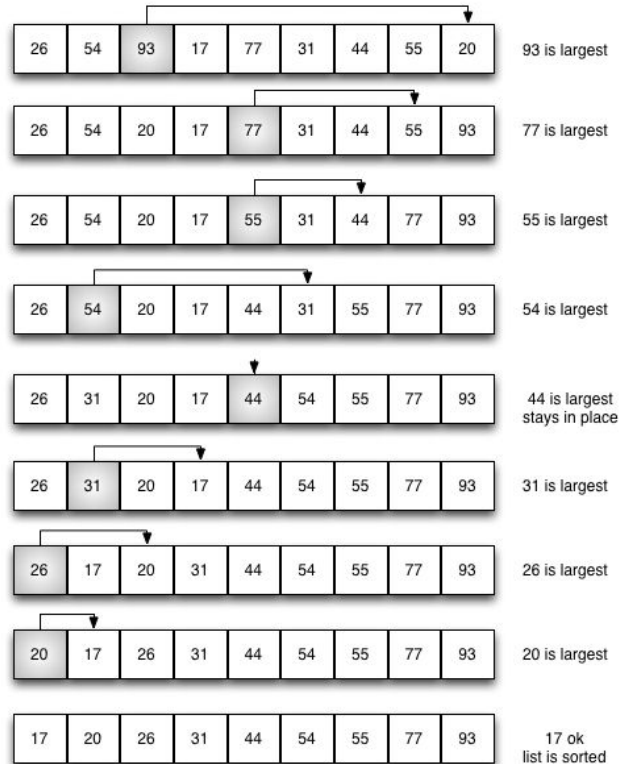 26 54 93 17 77 31 44 55 20 93 is largest
26 54 20 17 77 31 44 55 93 77 is largest
26 54 20 17 55 31 44 77 93 55 is largest
26 54 20 17 44 31 55 77 93 54 is largest
26 31 20 17 44 54 55 77 93 44 is largest
stays in place
26 31 20 17 44 54 55 77 93 31 is largest
26 17 20 31 44 54 55 77 93 26 is largest
20 17 26 31 44 54 55 77 93 20 is largest
17 20 26 31 44 54 55 77 93 17 ok
list is sorted